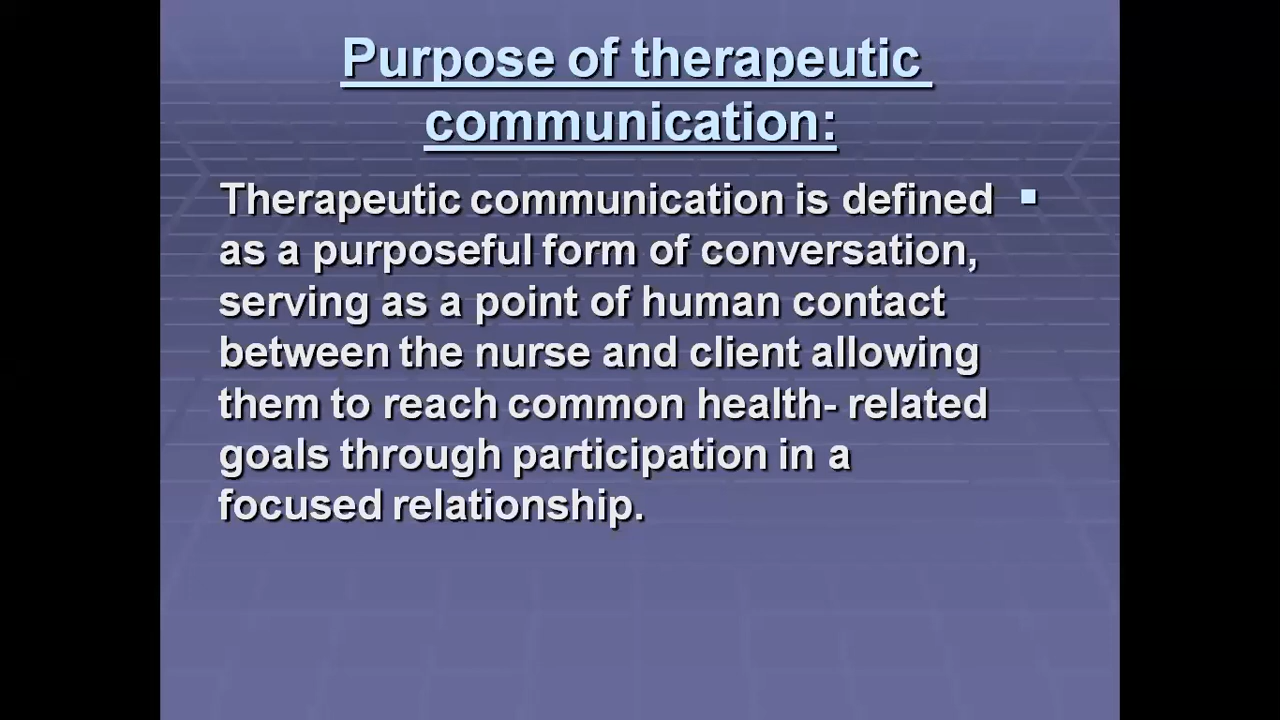 Purpose of therapeutic
communication:
Therapeutic communication is defined
as a purposeful form of conversation,
serving as a point of human contact
between the nurse and client allowing
them to reach common health- related
goals through participation in a
focused relationship.